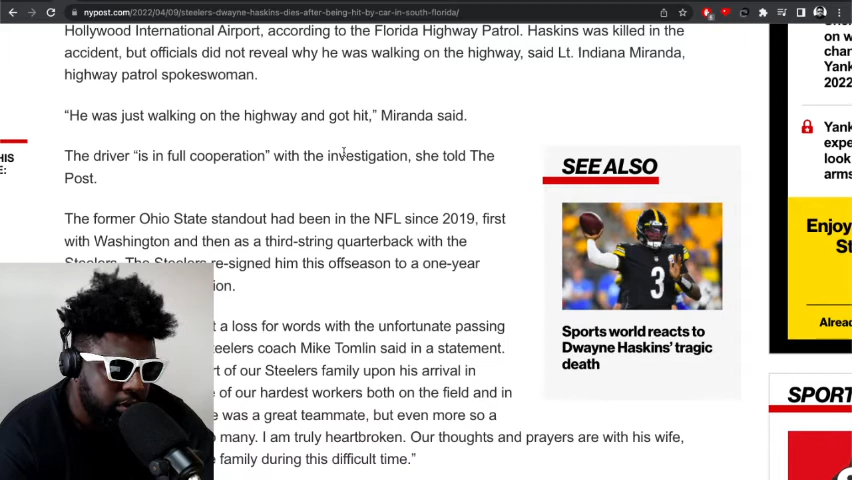 nypost.com/2022/04/09/steelers-dwayne-haskins-dies-after-being-hit-by-car-in-south-florida/
Hollywood International Airport, according to the Florida Highway Patrol. Haskins was killed in the
accident, but officials did not reveal why he was walking on the highway, said Lt. Indiana Miranda,
highway patrol spokeswoman.
“He was just walking on the highway and got hit,” Miranda said.
The driver “is in full cooperation” with the investigation, she told The
Post.
The former Ohio State standout had been in the NFL since 2019, first
with Washington and then as a third-string quarterback with the
Steelers. The Steelers re-signed him this offseason to a one-year
ion.
t a loss for words with the unfortunate passing
teelers coach Mike Tomlin said in a statement.
rt of our Steelers family upon his arrival in
e of our hardest workers both on the field and in
e was a great teammate, but even more so a
o many. I am truly heartbroken. Our thoughts and prayers are with his wife,
e family during this difficult time.”
HIS
E:
SEE ALSO
3
Sports world reacts to
Dwayne Haskins’ tragic
death
on w
chan
Yank
2022
Yank
expe
look
arms
Enjoy
St
Alread
SPORT